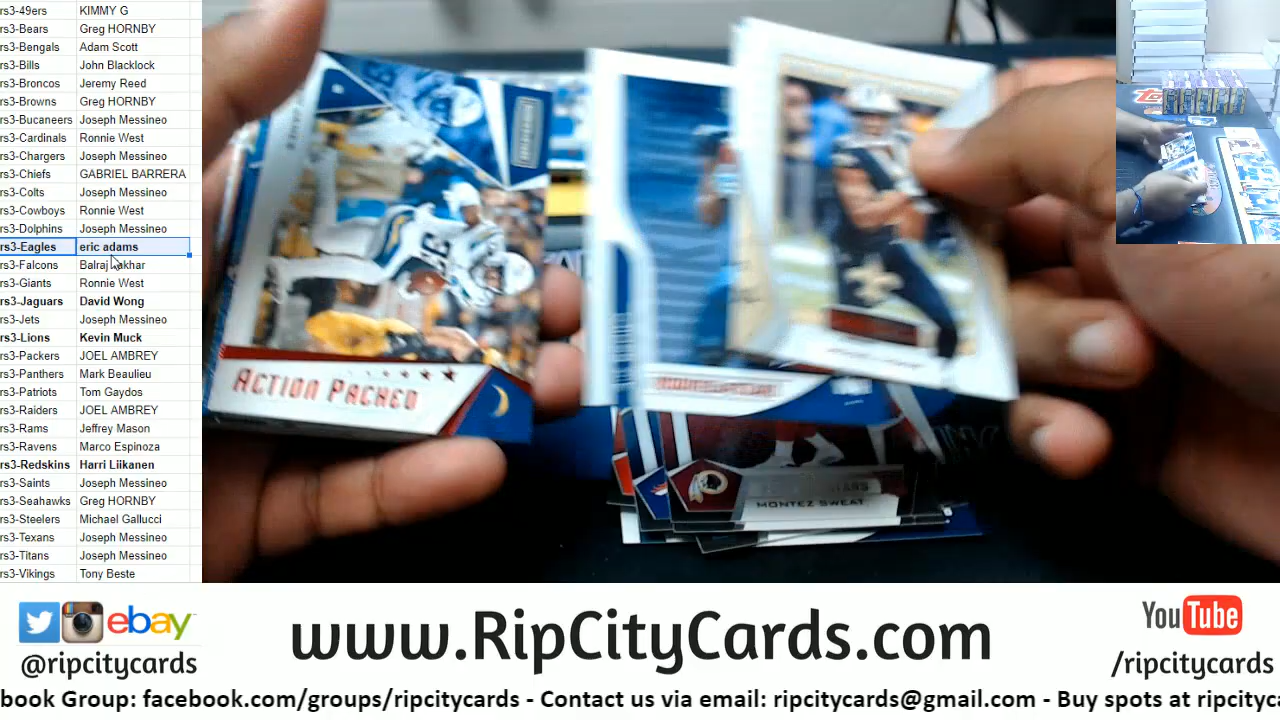 rs3-49ers KIMMY G
rs3-Bears Greg HORNBY
rs3-Bengals Adam Scott
rs3-Bills John Blacklock
rs3-Broncos Jeremy Reed
rs3-Browns Greg HORNBY
rs3-Bucaneers Joseph Messineo
rs3-Cardinals Ronnie West
rs3-Chargers Joseph Messineo
rs3-Chiefs GABRIEL BARRERA
rs3-Colts Joseph Messineo
rs3-Cowboys Ronnie West
rs3-Dolphins Joseph Messineo
rs3-Eagles eric adams
rs3-Falcons Balraj
rs3-Giants Ronnie West
rs3-Jaguars David Wong
rs3-Jets Joseph Messineo
rs3-Lions Kevin Muck
rs3-Packers JOEL AMBREY
rs3-Panthers Mark Beaulieu
rs3-Patriots Tom Gaydos
rs3-Raiders JOEL AMBREY
rs3-Rams Jeffrey Mason
rs3-Ravens Marco Espinoza
rs3-Redskins Harri Liikanen
rs3-Saints Joseph Messineo
rs3-Seahawks Greg HORNBY
rs3-Steelers Michael Gallucci
rs3-Texans Joseph Messineo
rs3-Titans Joseph Messineo
rs3-Vikings Tony Beste
ACTION PACKED
MONTEZ SWEAT
ebay
@ripcitycards
www.RipCityCards.com
YouTube
/ripcitycards
book Group: facebook.com/groups/ripcitycards - Contact us via email: ripcitycards@gmail.com - Buy spots at ripcityc